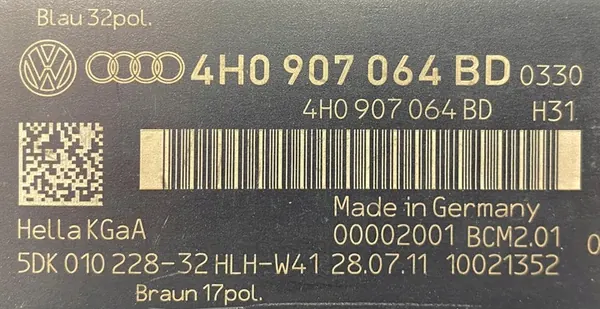 Blau 32pol.
4H0 907 064 BD 0330
4H0 907 064 BD H31
Made in Germany
Hella KGaA 00002001 BCM2.01 0
5DK 010 228-32 HLH-W41 28.07.11 10021352
Braun 17pol.